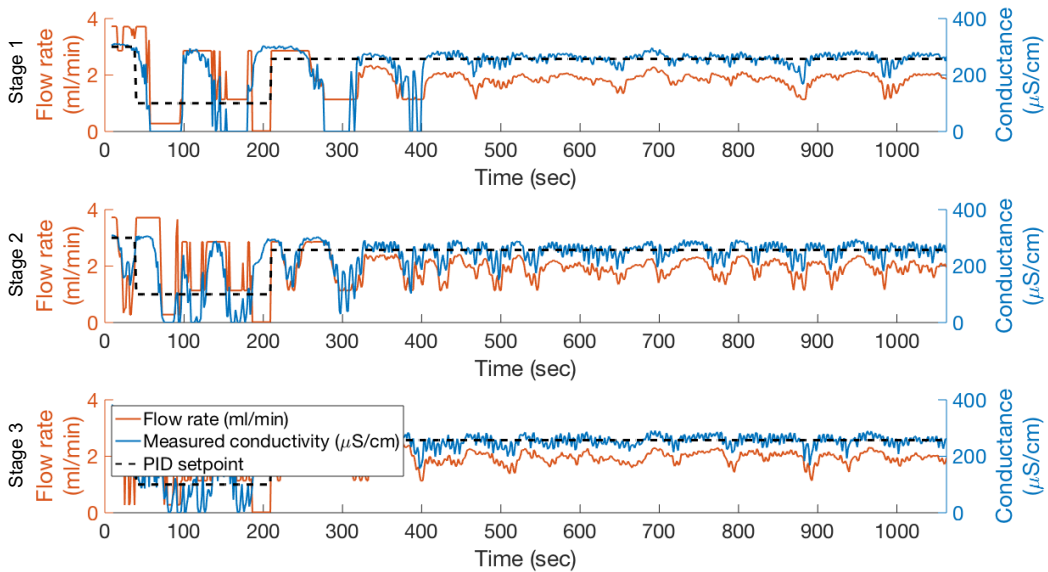 Stage 1
Flow rate
(ml/min)
4
2
0
400
200
0
Conductance
(μS/cm)
0 100 200 300 400 500 600 700 800 900 1000
Time (sec)
Stage 2
Flow rate
(ml/min)
4
2
0
400
300
200
100
0
Conductance
(μS/cm)
0 100 200 300 400 500 600 700 800 900 1000
Time (sec)
Stage 3
Flow rate
(ml/min)
4
2
0
Flow rate (ml/min)
Measured conductivity (μS/cm)
PID setpoint
400
200
0
Conductance
(μS/cm)
0 100 200 300 400 500 600 700 800 900 1000
Time (sec)